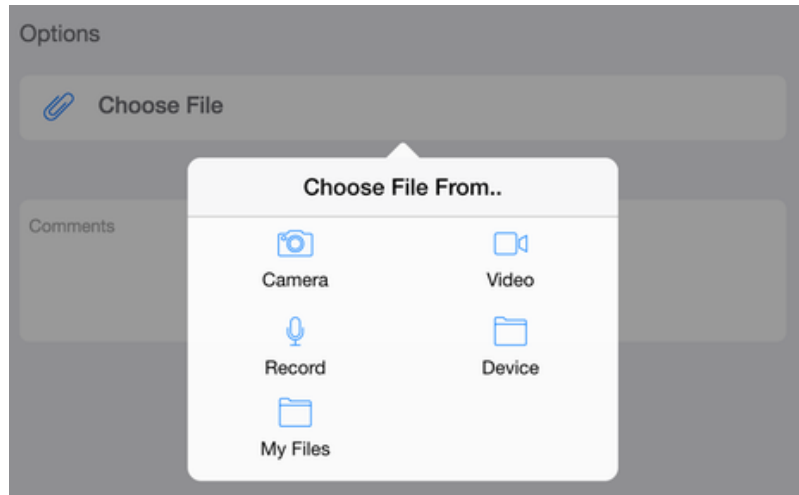 Options
Choose File
Choose File From..
Comments
Camera
Video
Record
Device
My Files